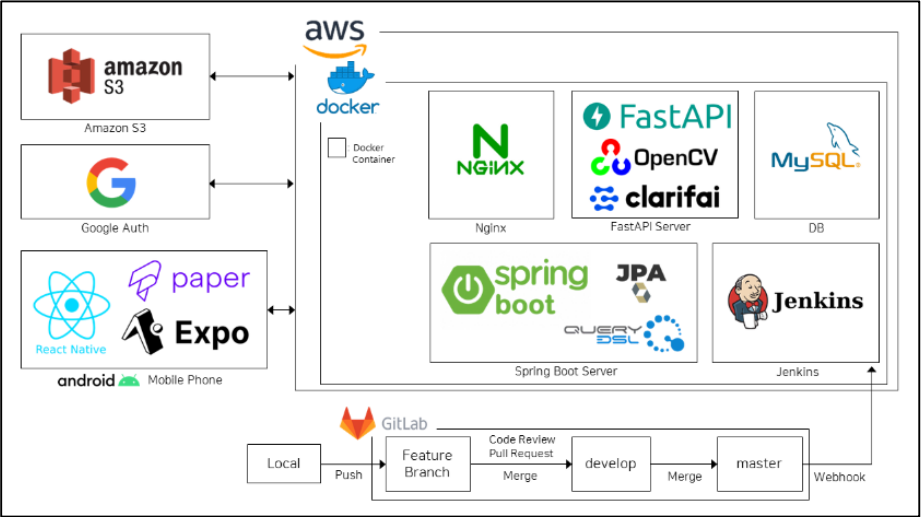 aws
amazon
S3
Amazon S3
docker
: Docker
Container
NGINX
Nginx
FastAPI
OpenCV
clarifai
FastAPI Server
MySQL®
DB
Google Auth
React Native
paper
Expo
android
Mobile Phone
spring
boot
JPA
QUERY
DSL
Spring Boot Server
Jenkins
Jenkins
GitLab
Local
Push
Feature
Branch
Code Review
Pull Request
Merge
develop
Merge
master
Webhook